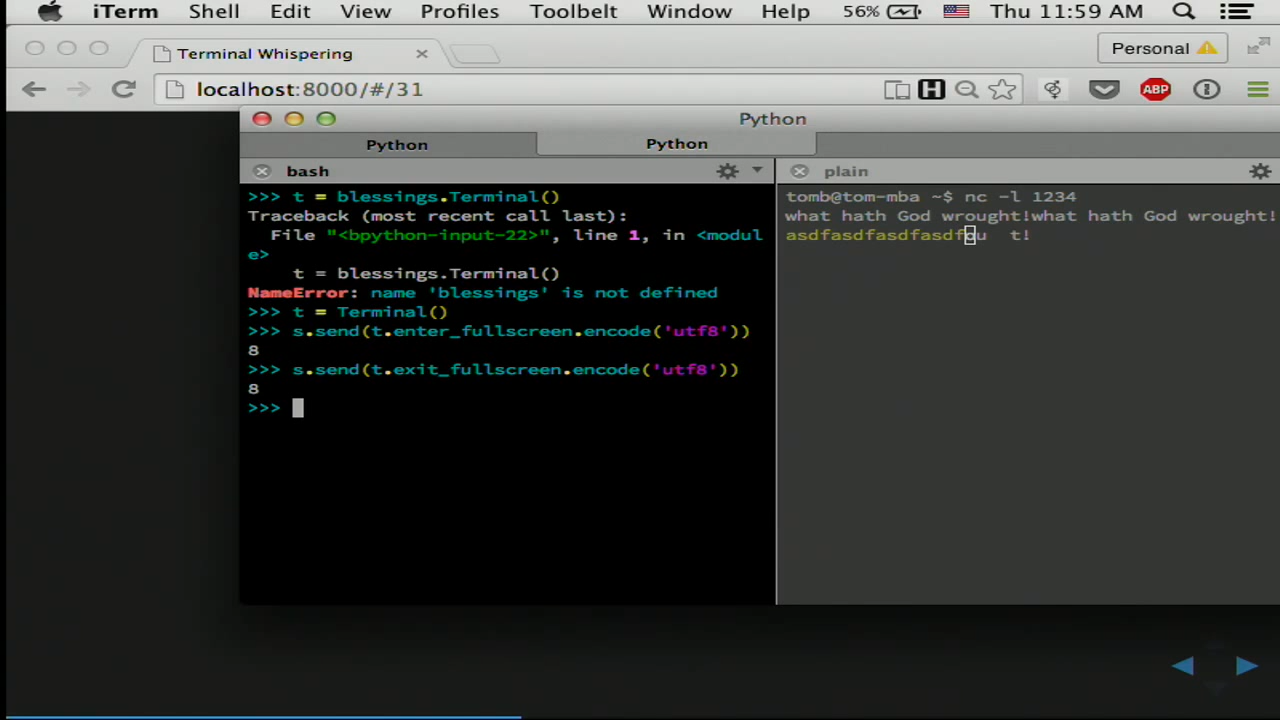 iTerm Shell Edit View Profiles Toolbelt Window Help 56% Thu 11:59 AM
Terminal Whispering
Personal
localhost:8000/#/31
H
ABP
Python
Python
Python
bash
>>> t = blessings.Terminal()
Traceback (most recent call last):
File "<bpython-input-22>", line 1, in <modul
e>
t = blessings.Terminal()
NameError: name 'blessings' is not defined
>>> t = Terminal()
>>> s.send(t.enter_fullscreen.encode('utf8'))
8
>>> s.send(t.exit_fullscreen.encode('utf8'))
8
>>>
plain
tomb@tom-mba ~$ nc -l 1234
what hath God wrought!what hath God wrought!
asdfasdfasdfasdfou t!